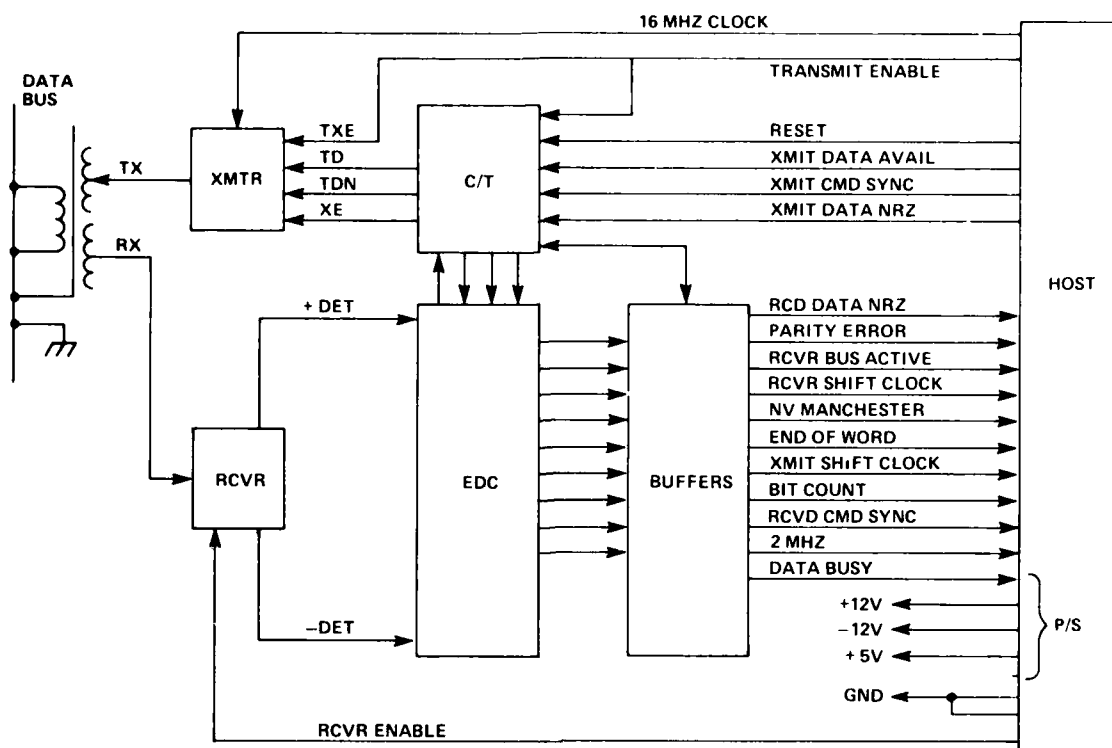 16 MHZ CLOCK
TRANSMIT ENABLE
DATA
BUS
TXE
RESET
TX
XMTR
TD
C/T
XMIT DATA AVAIL
TDN
XMIT CMD SYNC
XE
XMIT DATA NRZ
RX
HOST
+ DET
RCD DATA NRZ
PARITY ERROR
RCVR BUS ACTIVE
RCVR SHIFT CLOCK
NV MANCHESTER
END OF WORD
RCVR
EDC
BUFFERS
XMIT SHIFT CLOCK
BIT COUNT
RCVD CMD SYNC
2 MHZ
DATA BUSY
+12V
−DET
−12V
P/S
+ 5V
GND
RCVR ENABLE